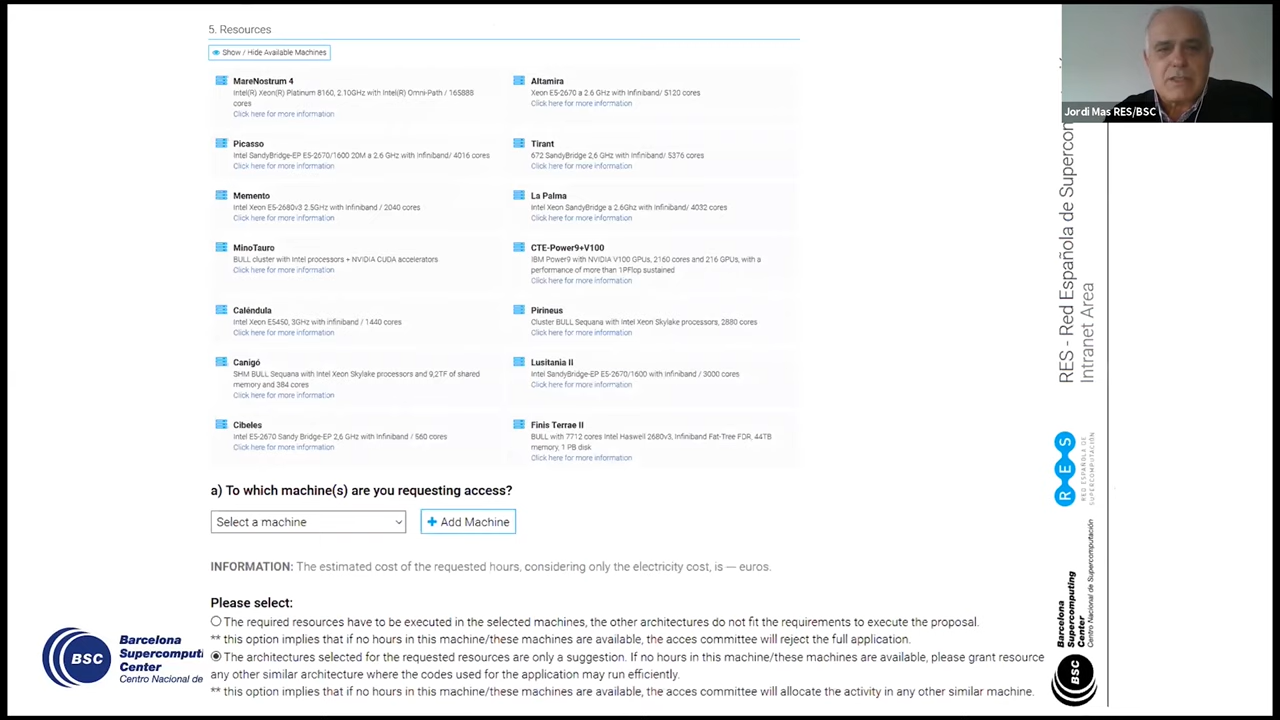 5. Resources
Show / Hide Available Machines
MareNostrum 4
Intel(R) Xeon(R) Platinum 8160, 2.10GHz with Intel(R) Omni-Path / 165888
cores
Click here for more information
Altamira
Xeon E5-2670 a 2.6 GHz with Infiniband/ 5120 cores
Click here for more information
Picasso
Intel SandyBridge-EP E5-2670/1600 20M a 2.6 GHz with Infiniband/ 4016 cores
Click here for more information
Tirant
672 SandyBridge 2,6 GHz with Infiniband/ 5376 cores
Click here for more information
Memento
Intel Xeon E5-2680v3 2.5GHz with Infiniband / 2040 cores
Click here for more information
La Palma
Intel Xeon SandyBridge a 2.6Ghz with Infiniband/ 4032 cores
Click here for more information
MinoTauro
BULL cluster with Intel processors + NVIDIA CUDA accelerators
Click here for more information
CTE-Power9+V100
IBM Power9 with NVIDIA V100 GPUs, 2160 cores and 216 GPUs, with a
performance of more than 1PFlop sustained
Click here for more information
Caléndula
Intel Xeon E5450, 3GHz with infiniband / 1440 cores
Click here for more information
Pirineus
Cluster BULL Sequana with Intel Xeon Skylake processors, 2880 cores
Click here for more information
Canigó
SHM BULL Sequana with Intel Xeon Skylake processors and 9,2TF of shared
memory and 384 cores
Click here for more information
Lusitania II
Intel SandyBridge-EP E5-2670/1600 with Infiniband / 3000 cores
Click here for more information
Cibeles
Intel E5-2670 Sandy Bridge-EP 2,6 GHz with Infiniband / 560 cores
Click here for more information
Finis Terrae II
BULL with 7712 cores Intel Haswell 2680v3, Infiniband Fat-Tree FDR, 44TB
memory, 1 PB disk
Click here for more information
a) To which machine(s) are you requesting access?
Select a machine
+ Add Machine
INFORMATION: The estimated cost of the requested hours, considering only the electricity cost, is — euros.
Please select:
The required resources have to be executed in the selected machines, the other architectures do not fit the requirements to execute the proposal.
** this option implies that if no hours in this machine/these machines are available, the acces committee will reject the full application.
The architectures selected for the requested resources are only a suggestion. If no hours in this machine/these machines are available, please grant resource
any other similar architecture where the codes used for the application may run efficiently.
** this option implies that if no hours in this machine/these machines are available, the acces committee will allocate the activity in any other similar machine.
BSC
Barcelona
Supercomputi
Center
Centro Nacional de
Jordi Mas RES/BSC
RES - Red Española de Supercom
Intranet Area
RES
RED ESPAÑOLA DE
SUPERCOMPUTACIÓN
Barcelona
Supercomputing
Center
Centro Nacional de Supercomputación
BSC